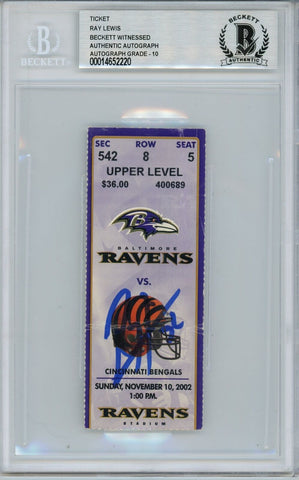 BECKETT
TICKET
RAY LEWIS
BECKETT WITNESSED
AUTHENTIC AUTOGRAPH
AUTOGRAPH GRADE - 10
00014652220
BECKETT
AUTHENTIC
SEC ROW SEAT
542 8 5
UPPER LEVEL
$36.00 400689
BALTIMORE
RAVENS
VS.
CINCINNATI BENGALS
SUNDAY, NOVEMBER 10, 2002
1:00 P.M.
RAVENS
STADIUM